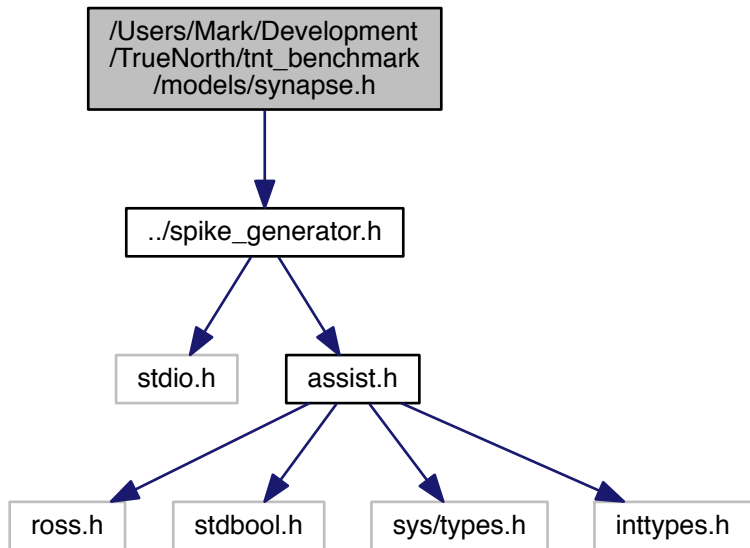 /Users/Mark/Development
/TrueNorth/tnt_benchmark
/models/synapse.h
../spike_generator.h
stdio.h
assist.h
ross.h
stdbool.h
sys/types.h
inttypes.h